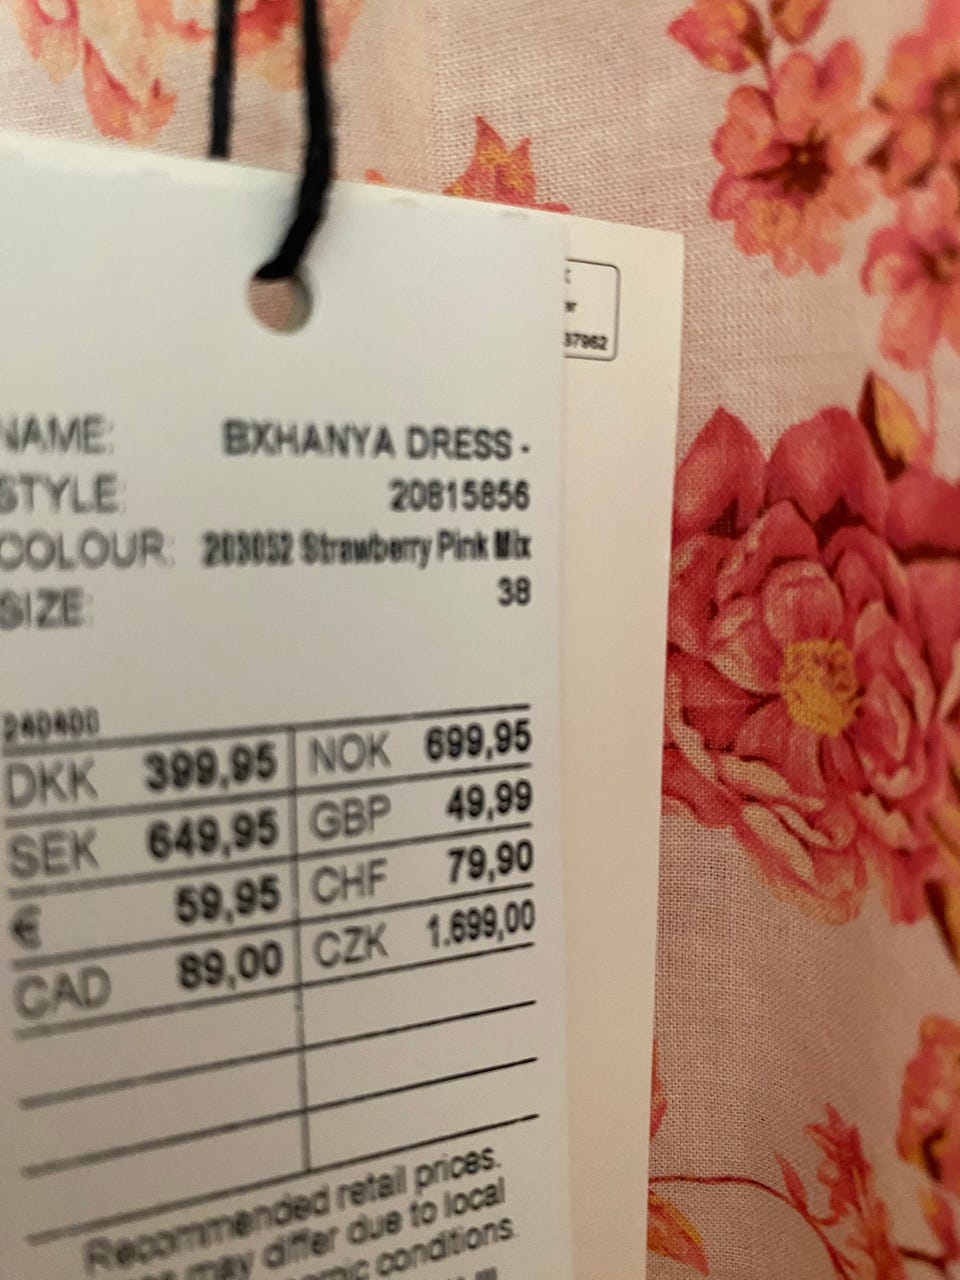 37962
NAME: BXHANYA DRESS -
STYLE: 20815856
COLOUR: 203052 Strawberry Pink Mix
SIZE: 38
240400
DKK 399,95 NOK 699,95
SEK 649,95 GBP 49,99
€ 59,95 CHF 79,90
CAD 89,00 CZK 1.699,00
Recommended retail prices.
may differ due to local
conditions.